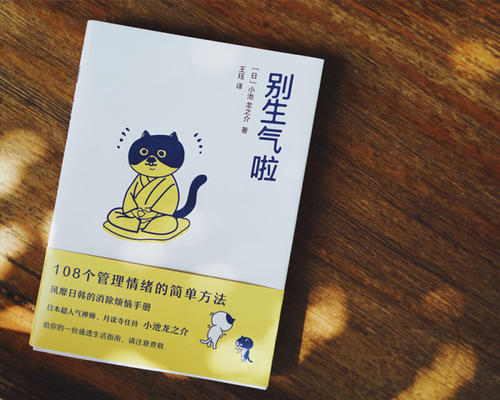 别生气啦
［日］小池 龙之介 著
王珏 译
108个管理情绪的简单方法
风靡日韩的消除烦恼手册
日本超人气禅师、月读寺住持 小池龙之介
给你的一份通透生活指南，请注意查收